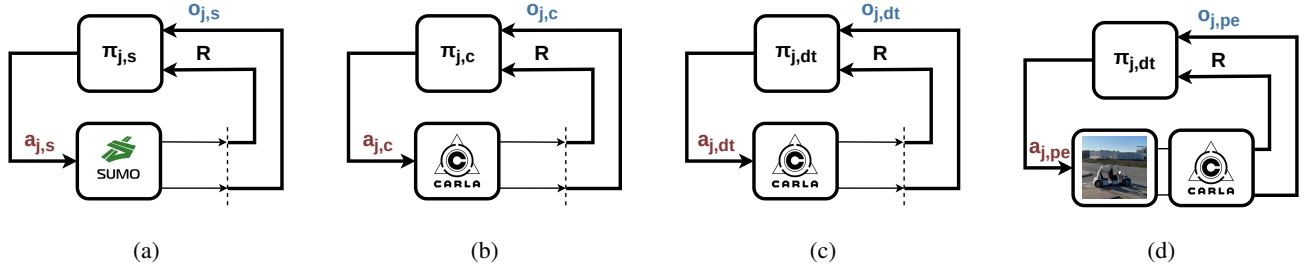 o_{j,s}
π_{j,s}
R
a_{j,s}
SUMO
(a)
o_{j,c}
π_{j,c}
R
a_{j,c}
CARLA
(b)
o_{j,dt}
π_{j,dt}
R
a_{j,dt}
CARLA
(c)
o_{j,pe}
π_{j,dt}
R
a_{j,pe}
CARLA
(d)